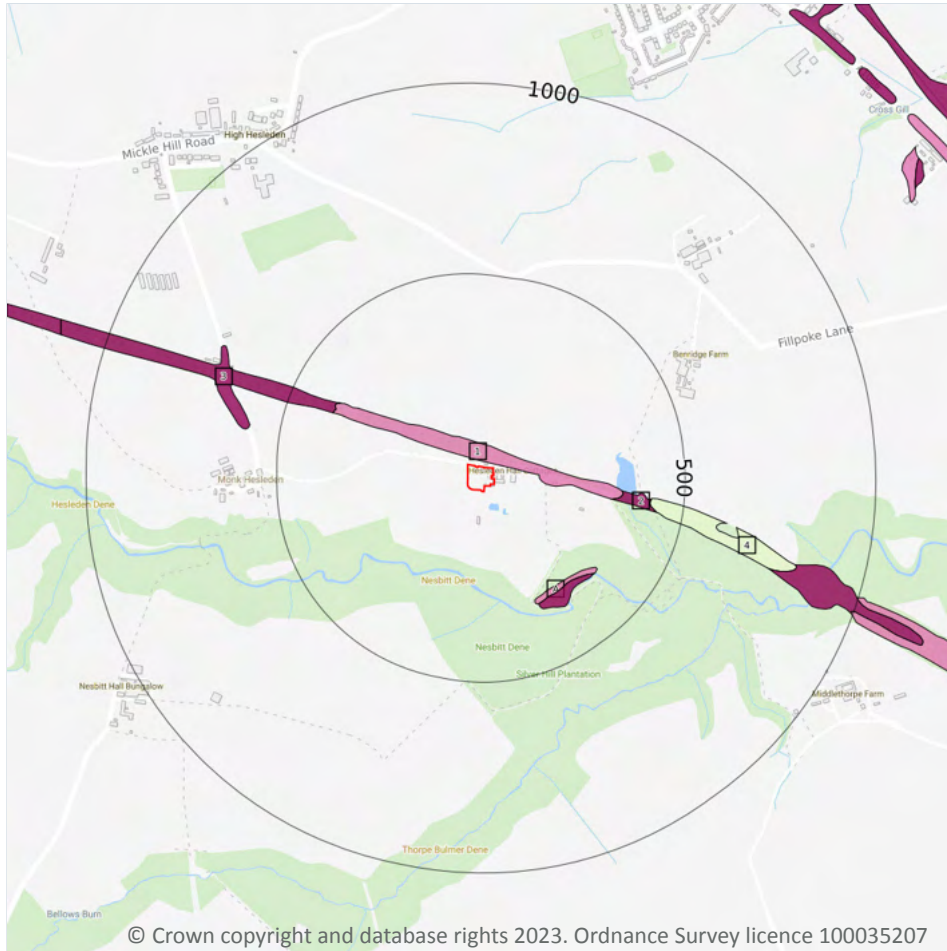 1000
Cross Gill
High Hesleden
Mickle Hill Road
Fillpoke Lane
Benridge Farm
3
1
Hesleden Hal
500
Monk Hesleden
2
Hesleden Dene
4
Nesbitt Dene
Nesbitt Dene
Silver Hill Plantation
Nesbitt Hall Bungalow
Middlethorpe Farm
Thorpe Bulmer Dene
Bellows Burn
© Crown copyright and database rights 2023. Ordnance Survey licence 100035207